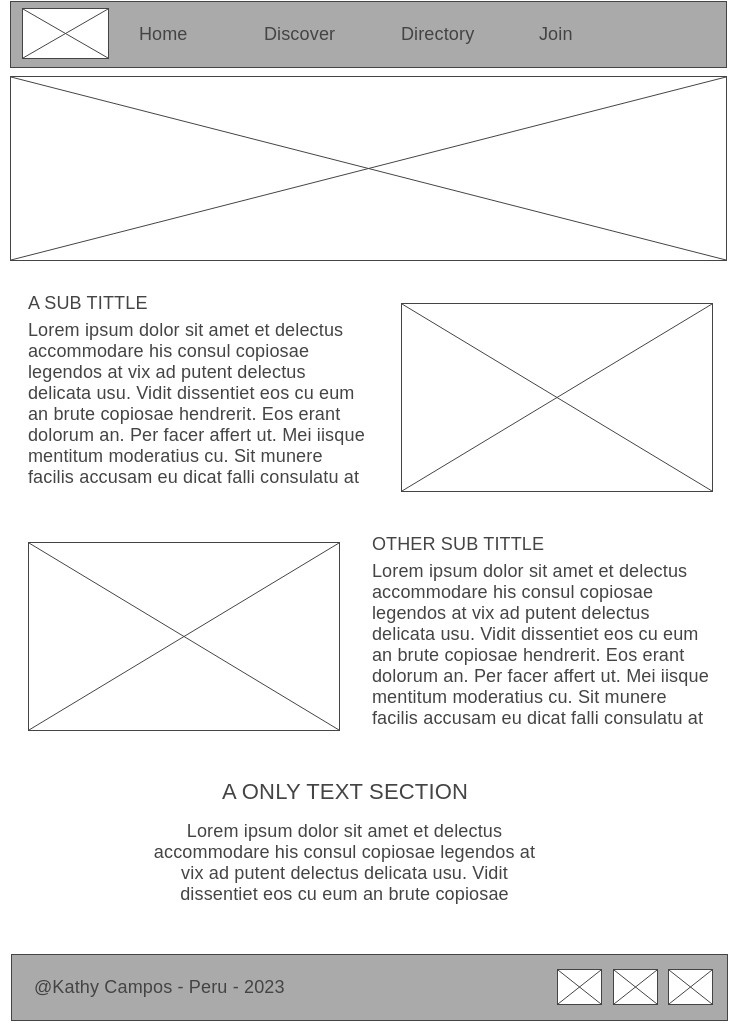 Home Discover Directory Join
A SUB TITTLE
Lorem ipsum dolor sit amet et delectus
accommodare his consul copiosae
legendos at vix ad putent delectus
delicata usu. Vidit dissentiet eos cu eum
an brute copiosae hendrerit. Eos erant
dolorum an. Per facer affert ut. Mei iisque
mentitum moderatius cu. Sit munere
facilis accusam eu dicat falli consulatu at
OTHER SUB TITTLE
Lorem ipsum dolor sit amet et delectus
accommodare his consul copiosae
legendos at vix ad putent delectus
delicata usu. Vidit dissentiet eos cu eum
an brute copiosae hendrerit. Eos erant
dolorum an. Per facer affert ut. Mei iisque
mentitum moderatius cu. Sit munere
facilis accusam eu dicat falli consulatu at
A ONLY TEXT SECTION
Lorem ipsum dolor sit amet et delectus
accommodare his consul copiosae legendos at
vix ad putent delectus delicata usu. Vidit
dissentiet eos cu eum an brute copiosae
@Kathy Campos - Peru - 2023